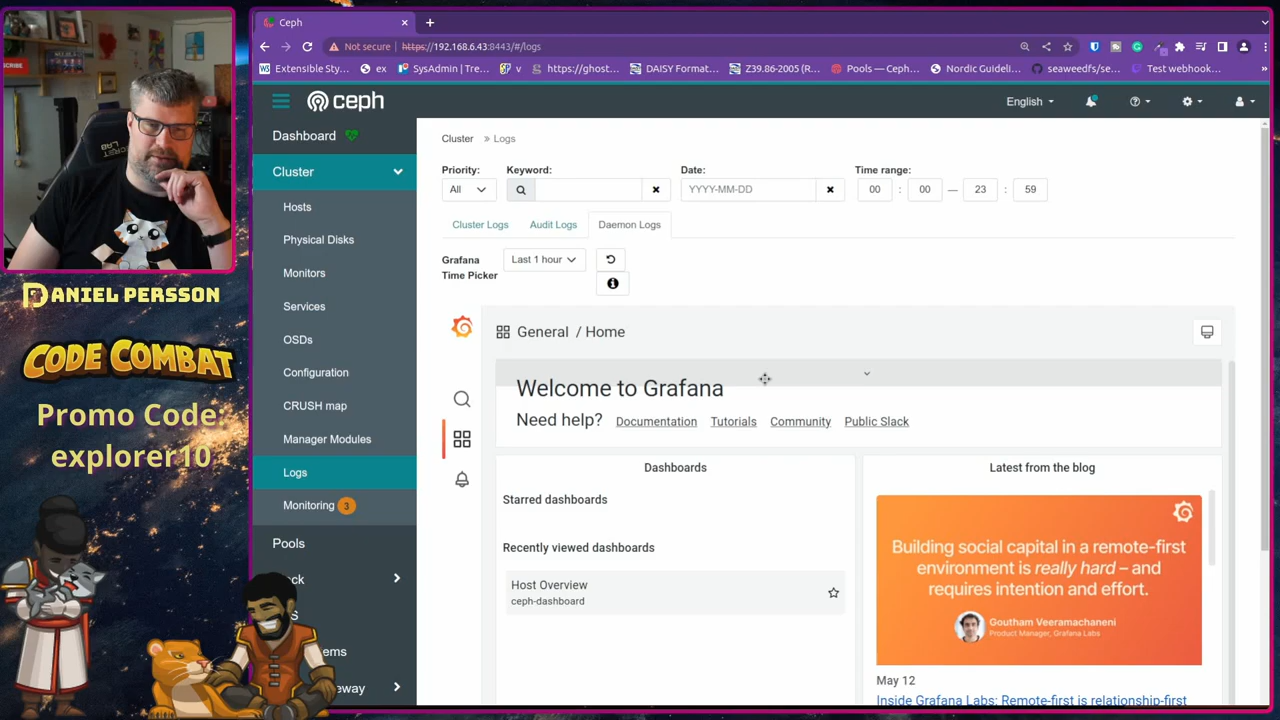 Ceph
Not secure
https://192.168.6.43:8443/#/logs
Extensible Sty...
ex
SysAdmin | Tre...
v
https://ghost...
DAISY Format...
Z39.86-2005 (R...
Pools — Ceph...
Nordic Guideli...
seaweedfs/se...
Test webhook...
»
ceph
English
Dashboard
Cluster
Hosts
Physical Disks
Monitors
Services
OSDs
Configuration
CRUSH map
Manager Modules
Logs
Monitoring 3
Pools
Cluster » Logs
Priority:
Keyword:
Date:
Time range:
All
YYYY-MM-DD
00 : 00 — 23 : 59
Cluster Logs
Audit Logs
Daemon Logs
Grafana
Time Picker
Last 1 hour
General / Home
Welcome to Grafana
Need help?
Documentation
Tutorials
Community
Public Slack
Dashboards
Starred dashboards
Recently viewed dashboards
Host Overview
ceph-dashboard
Latest from the blog
Building social capital in a remote-first
environment is really hard – and
requires intention and effort.
Goutham Veeramachaneni
Product Manager, Grafana Labs
May 12
Inside Grafana Labs: Remote-first is relationship-first
DANIEL PERSSON
CODE COMBAT
Promo Code:
explorer10